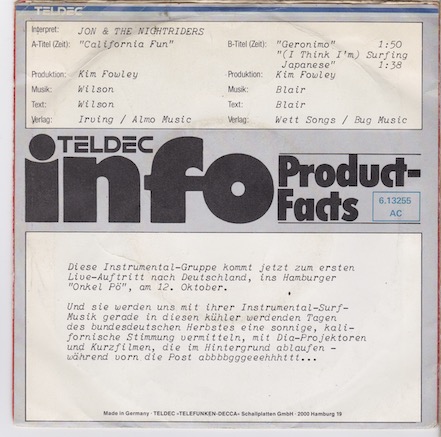 TELDEC
Interpret: JON & THE NIGHTRIDERS
A-Titel (Zeit): "California Fun" B-Titel (Zeit): "Geronimo" 1:50
"(I Think I'm) Surfing
Japanese" 1:38
Produktion: Kim Fowley Produktion: Kim Fowley
Musik: Wilson Musik: Blair
Text: Wilson Text: Blair
Verlag: Irving / Almo Music Verlag: Wett Songs / Bug Music
TELDEC
info Product-
Facts
6.13255
AC
Diese Instrumental-Gruppe kommt jetzt zum ersten
Live-Auftritt nach Deutschland, ins Hamburger
"Onkel Pö", am 12. Oktober.
Und sie werden uns mit ihrer Instrumental-Surf-
Musik gerade in diesen kühler werdenden Tagen
des bundesdeutschen Herbstes eine sonnige, kali-
fornische Stimmung vermitteln, mit Dia-Projektoren
und Kurzfilmen, die im Hintergrund ablaufen -
während vorn die Post abbbbgggeeehhhttt...
Made in Germany · TELDEC »TELEFUNKEN-DECCA« Schallplatten GmbH · 2000 Hamburg 19